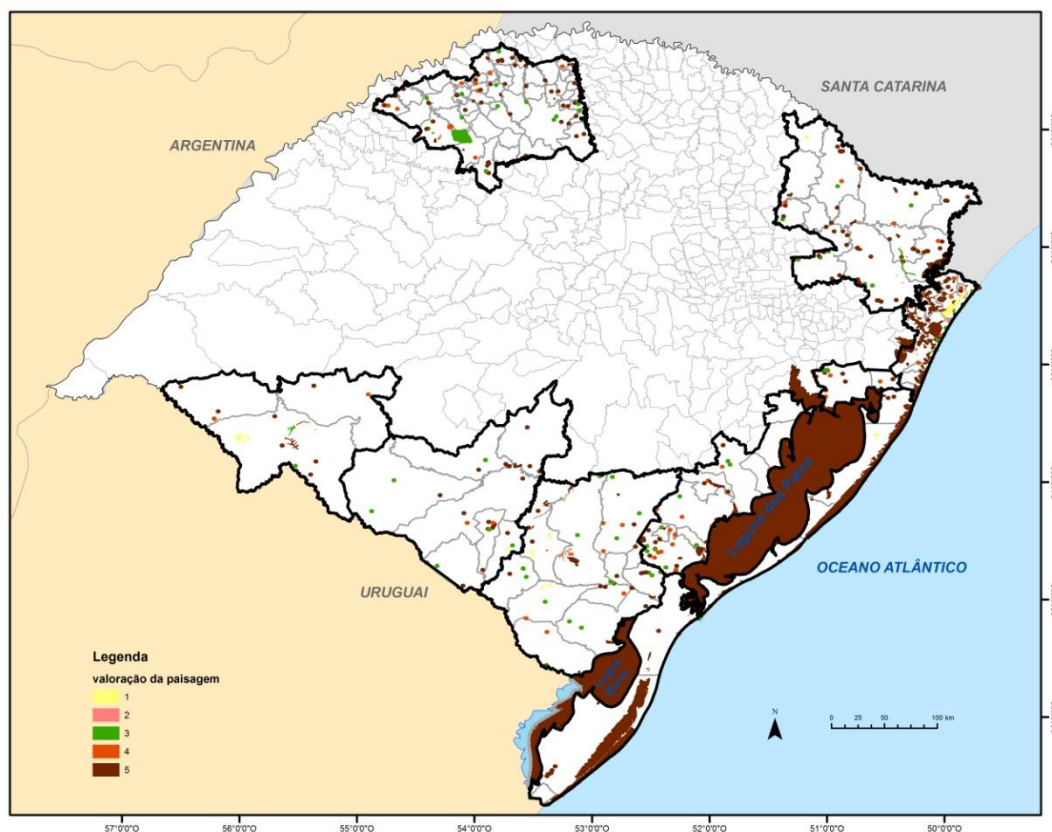 SANTA CATARINA
ARGENTINA
Laguna dos Patos
OCEANO ATLÂNTICO
URUGUAI
Lagoa Mirim
Legenda
valoração da paisagem
1
2
3
4
5
N
0 25 50 100 km
57°0'0"O 56°0'0"O 55°0'0"O 54°0'0"O 53°0'0"O 52°0'0"O 51°0'0"O 50°0'0"O